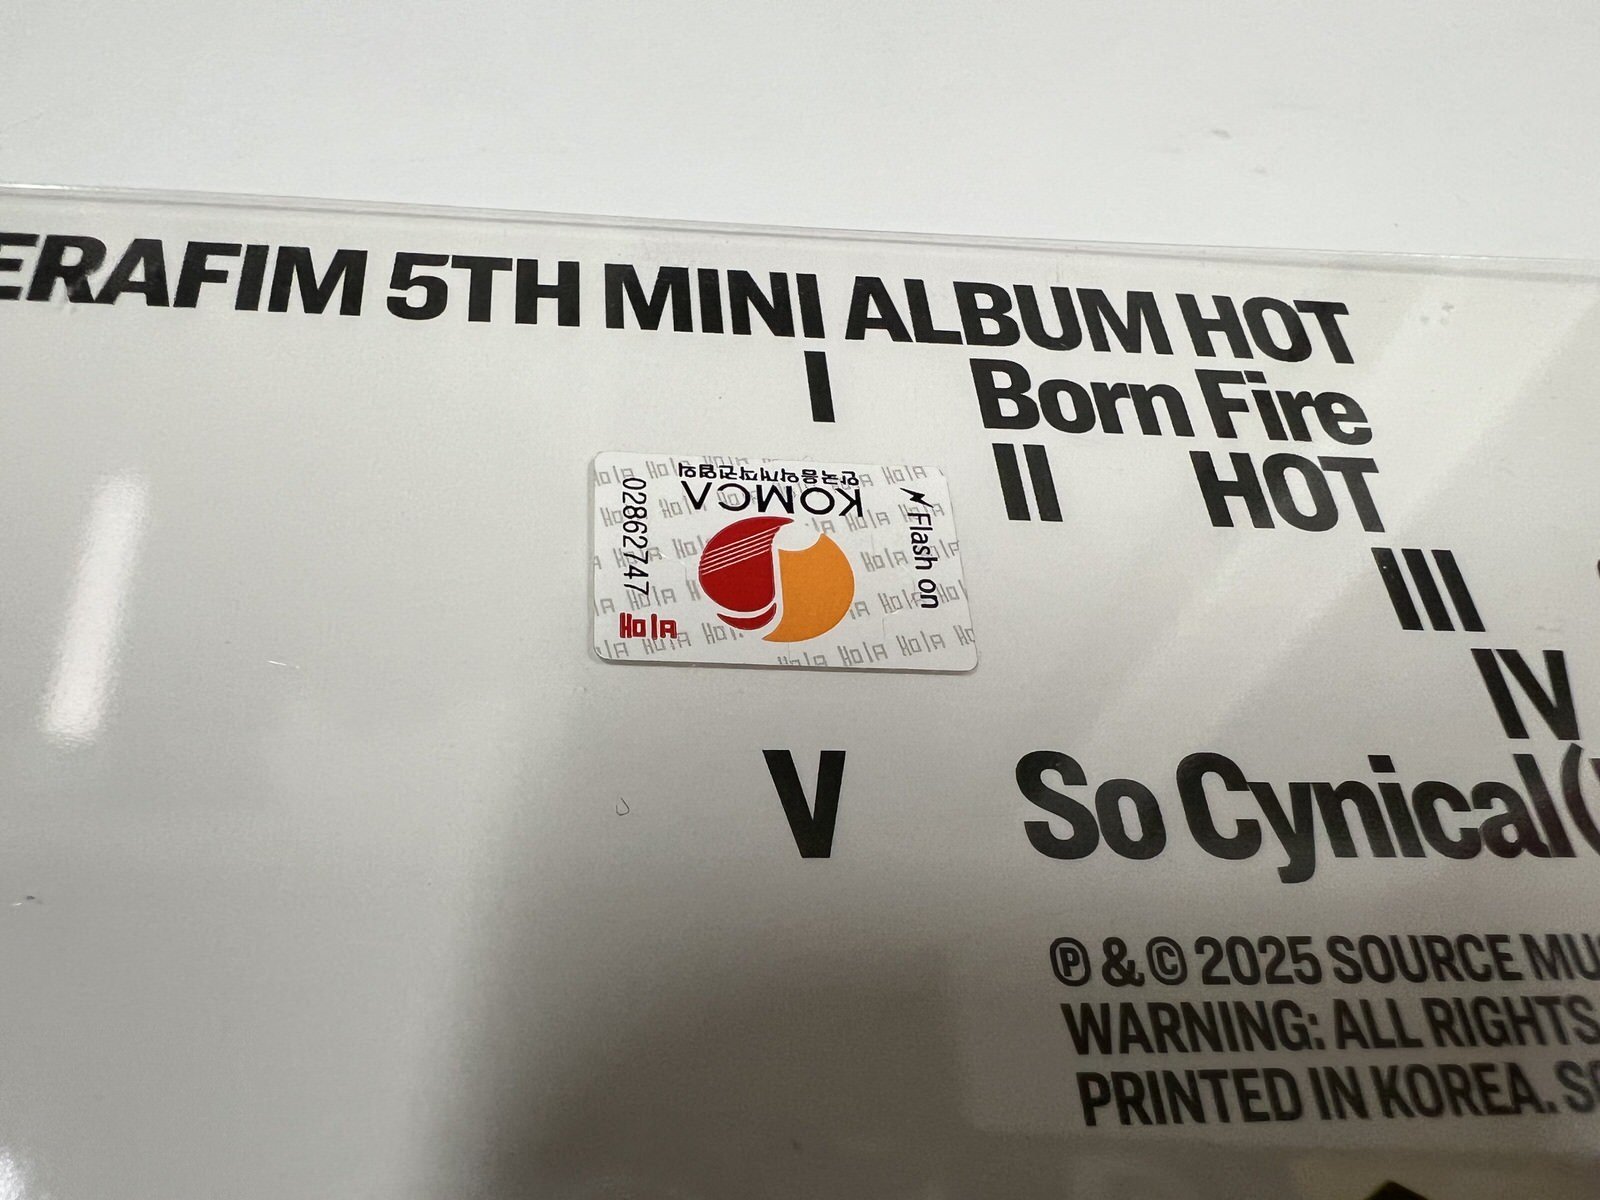 ERAFIM 5TH MINI ALBUM HOT
I Born Fire
II HOT
III
IV
V So Cynical (
한국음악저작권협회
KOMCA
02862747
HolA
Flash on
Ⓟ & © 2025 SOURCE MU
WARNING: ALL RIGHTS
PRINTED IN KOREA. S